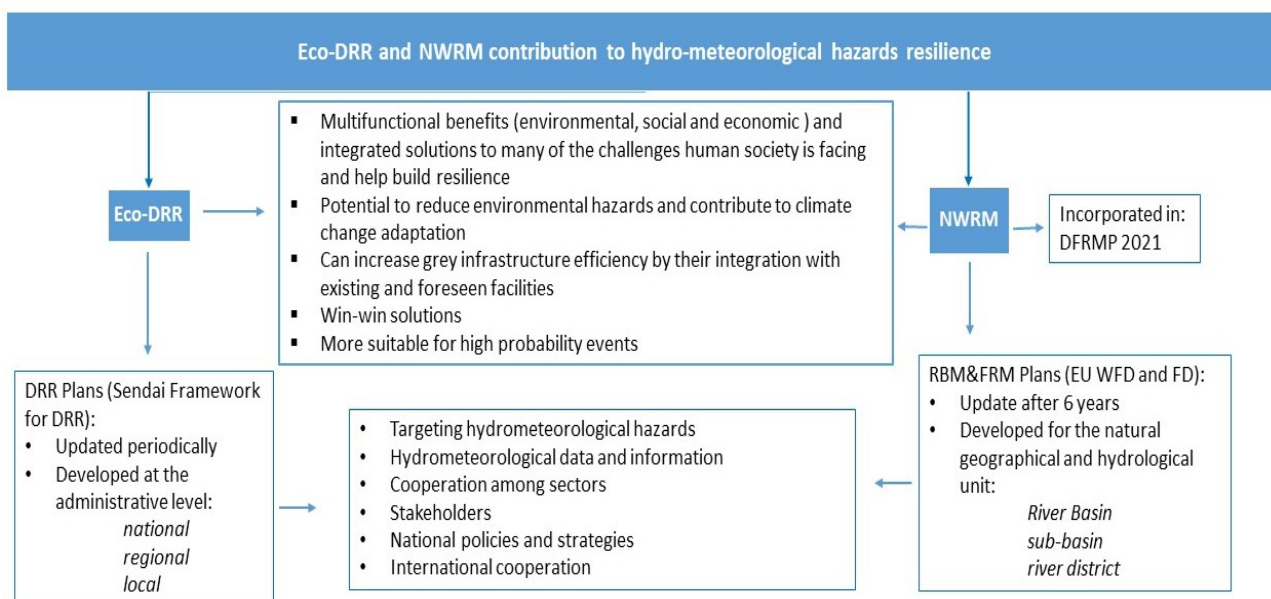 Eco-DRR and NWRM contribution to hydro-meteorological hazards resilience
▪ Multifunctional benefits (environmental, social and economic ) and
integrated solutions to many of the challenges human society is facing
and help build resilience
▪ Potential to reduce environmental hazards and contribute to climate
change adaptation
▪ Can increase grey infrastructure efficiency by their integration with
existing and foreseen facilities
▪ Win-win solutions
▪ More suitable for high probability events
Eco-DRR
NWRM
Incorporated in:
DFRMP 2021
DRR Plans (Sendai Framework
for DRR):
• Updated periodically
• Developed at the
administrative level:
national
regional
local
• Targeting hydrometeorological hazards
• Hydrometeorological data and information
• Cooperation among sectors
• Stakeholders
• National policies and strategies
• International cooperation
RBM&FRM Plans (EU WFD and FD):
• Update after 6 years
• Developed for the natural
geographical and hydrological
unit:
River Basin
sub-basin
river district